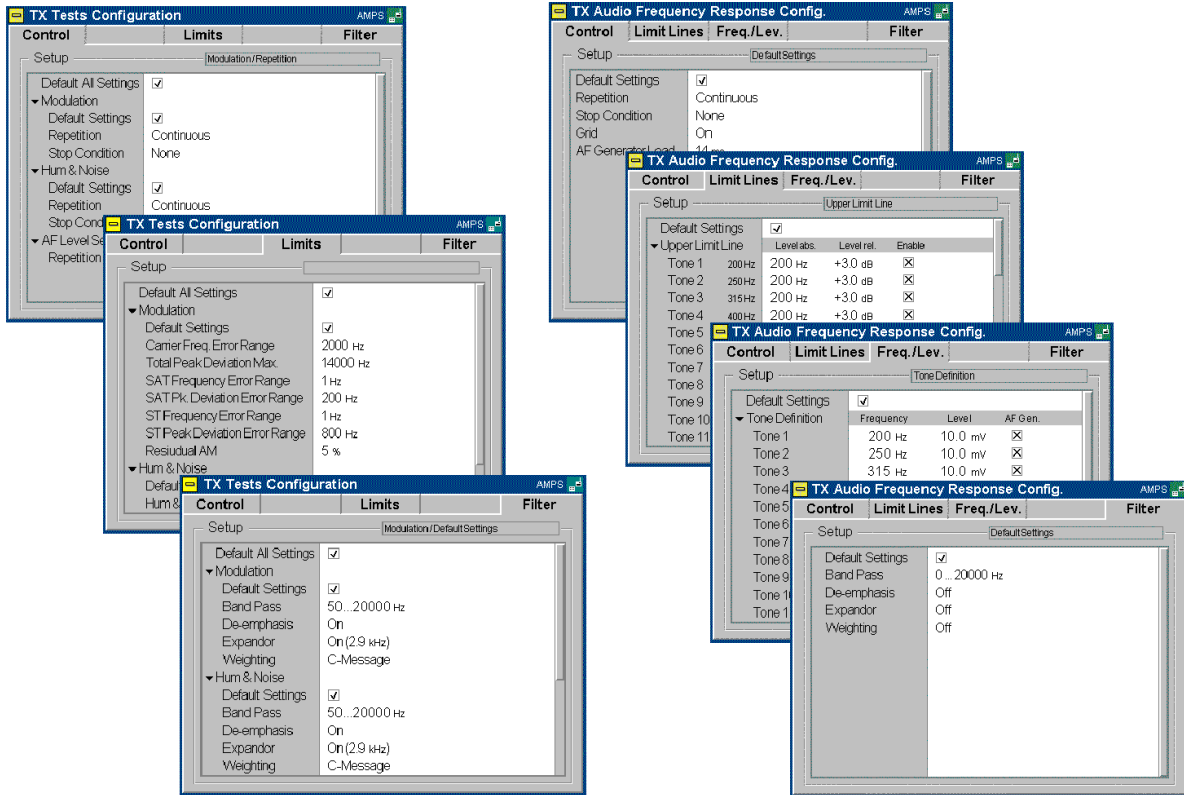 TX Tests Configuration AMPS
Control Limits Filter
Setup Modulation/Repetition
Default All Settings
Modulation
Default Settings
Repetition Continuous
Stop Condition None
Hum & Noise
Default Settings
Repetition Continuous
Stop Cond
AF Level Se
Repetition
TX Tests Configuration AMPS
Control Limits Filter
Setup
Default All Settings
Modulation
Default Settings
Carrier Freq. Error Range 2000 Hz
Total Peak Deviation Max. 14000 Hz
SAT Frequency Error Range 1 Hz
SAT Pk. Deviation Error Range 200 Hz
ST Frequency Error Range 1 Hz
ST Peak Deviation Error Range 800 Hz
Resiudual AM 5 %
Hum & Noise
Defaul
Hum &
TX Tests Configuration AMPS
Control Limits Filter
Setup Modulation/Default Settings
Default All Settings
Modulation
Default Settings
Band Pass 50...20000 Hz
De-emphasis On
Expandor On (2.9 kHz)
Weighting C-Message
Hum & Noise
Default Settings
Band Pass 50...20000 Hz
De-emphasis On
Expandor On (2.9 kHz)
Weighting C-Message
TX Audio Frequency Response Config. AMPS
Control Limit Lines Freq./Lev. Filter
Setup Default Settings
Default Settings
Repetition Continuous
Stop Condition None
Grid On
AF Generator Lead 14 ms
TX Audio Frequency Response Config. AMPS
Control Limit Lines Freq./Lev. Filter
Setup Upper Limit Line
Default Settings
Upper Limit Line Level abs. Level rel. Enable
Tone 1 200 Hz 200 Hz +3.0 dB
Tone 2 250 Hz 200 Hz +3.0 dB
Tone 3 315 Hz 200 Hz +3.0 dB
Tone 4 400 Hz 200 Hz +3.0 dB
Tone 5
Tone 6
Tone 7
Tone 8
Tone 9
Tone 10
Tone 11
TX Audio Frequency Response Config. AMPS
Control Limit Lines Freq./Lev. Filter
Setup Tone Definition
Default Settings
Tone Definition Frequency Level AF Gen.
Tone 1 200 Hz 10.0 mV
Tone 2 250 Hz 10.0 mV
Tone 3 315 Hz 10.0 mV
Tone 4
Tone 5
Tone 6
Tone 7
Tone 8
Tone 9
Tone 1
Tone 1
TX Audio Frequency Response Config. AMPS
Control Limit Lines Freq./Lev. Filter
Setup Default Settings
Default Settings
Band Pass 0...20000 Hz
De-emphasis Off
Expandor Off
Weighting Off